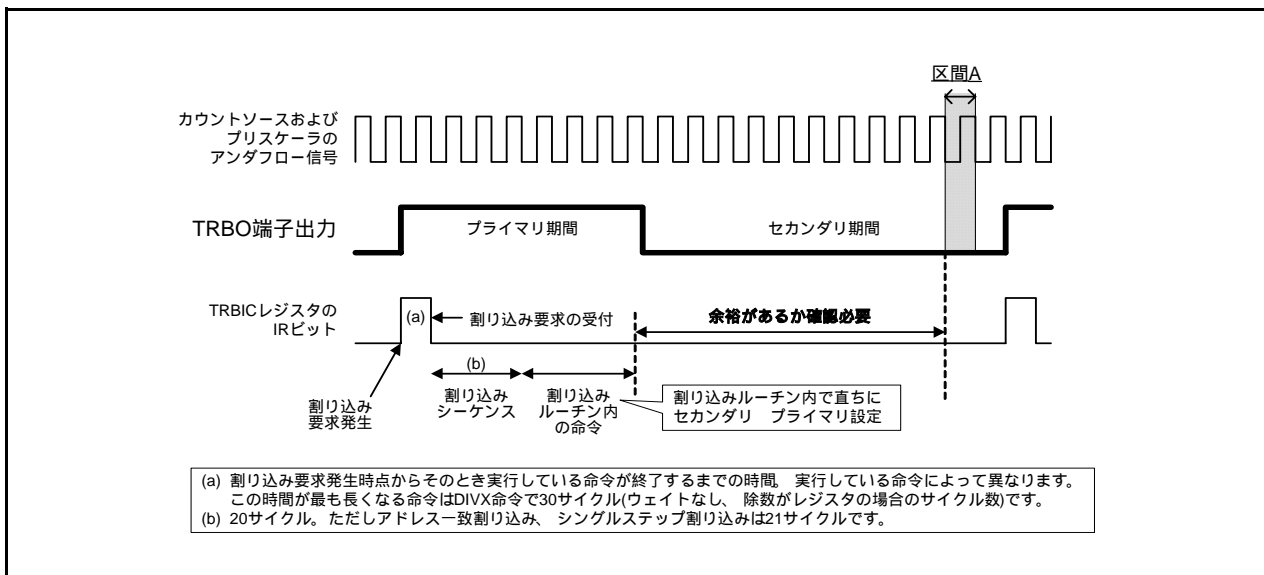 区間A
カウントソースおよび
プリスケーラの
アンダフロー信号
TRBO端子出力
プライマリ期間
セカンダリ期間
TRBICレジスタの
IRビット
(a)
割り込み要求の受付
余裕があるか確認必要
(b)
割り込み
要求発生
割り込み
シーケンス
割り込み
ルーチン内
の命令
割り込みルーチン内で直ちに
セカンダリ　プライマリ設定
(a) 割り込み要求発生時点からそのとき実行している命令が終了するまでの時間。 実行している命令によって異なります。
この時間が最も長くなる命令はDIVX命令で30サイクル(ウェイトなし、 除数がレジスタの場合のサイクル数)です。
(b) 20サイクル。ただしアドレス一致割り込み、 シングルステップ割り込みは21サイクルです。